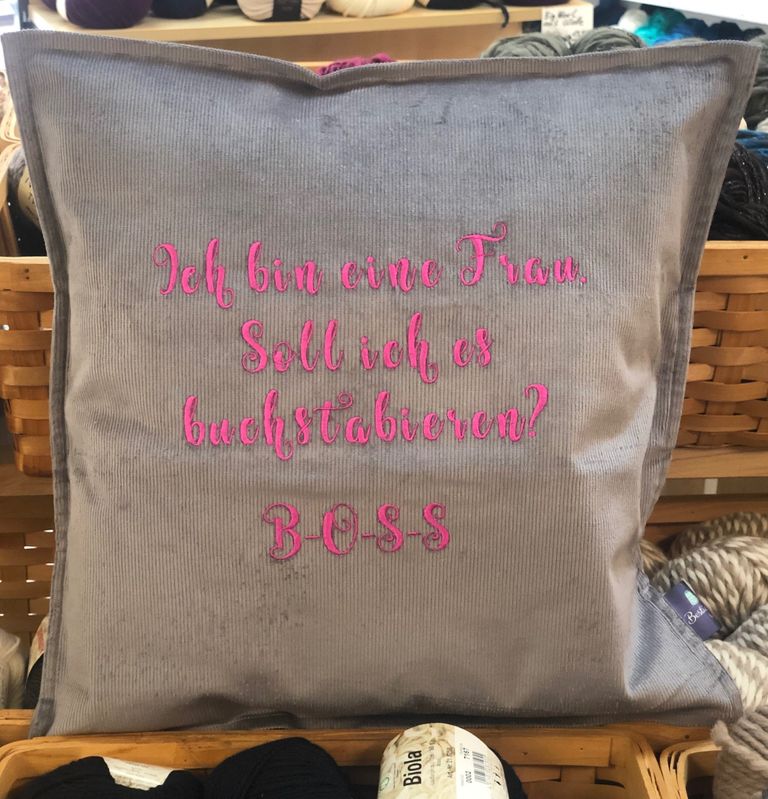 Ich bin eine Frau.
Soll ich es
buchstabieren?
B-O-S-S
Biola